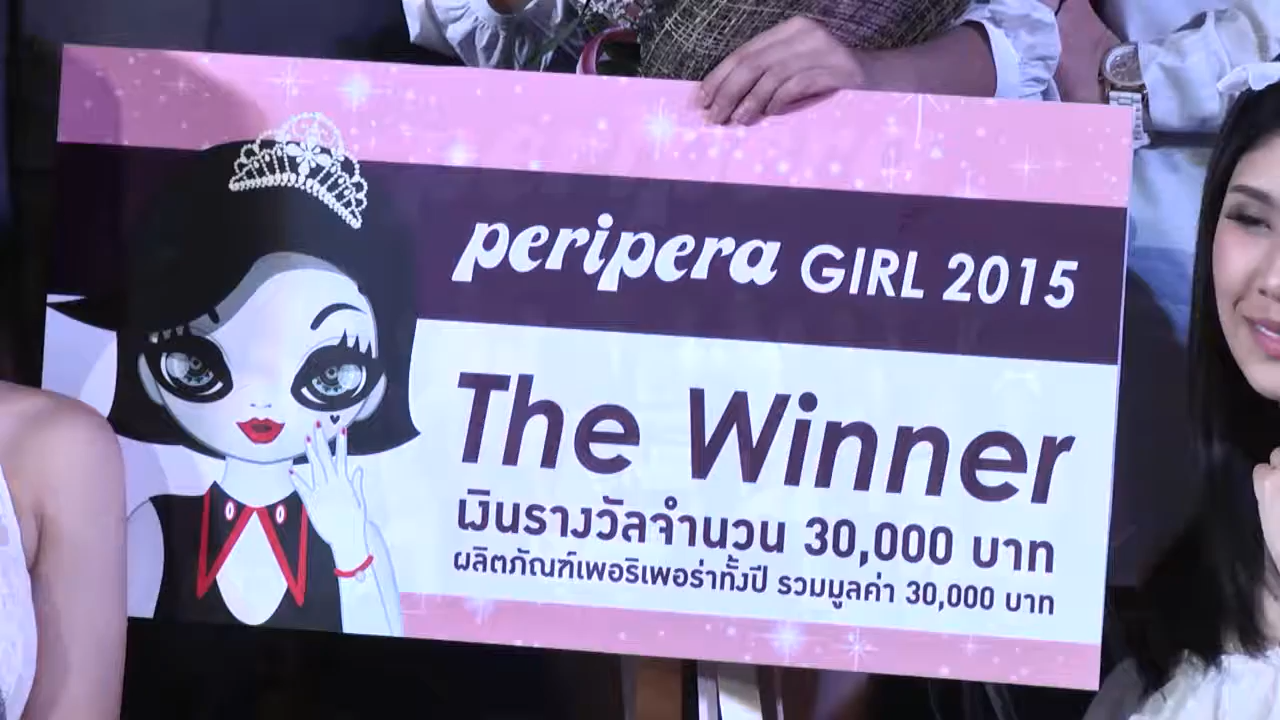 peripera GIRL 2015
The Winner
เงินรางวัลจำนวน 30,000 บาท
ผลิตภัณฑ์เพอริเพอร่าทั้งปี รวมมูลค่า 30,000 บาท